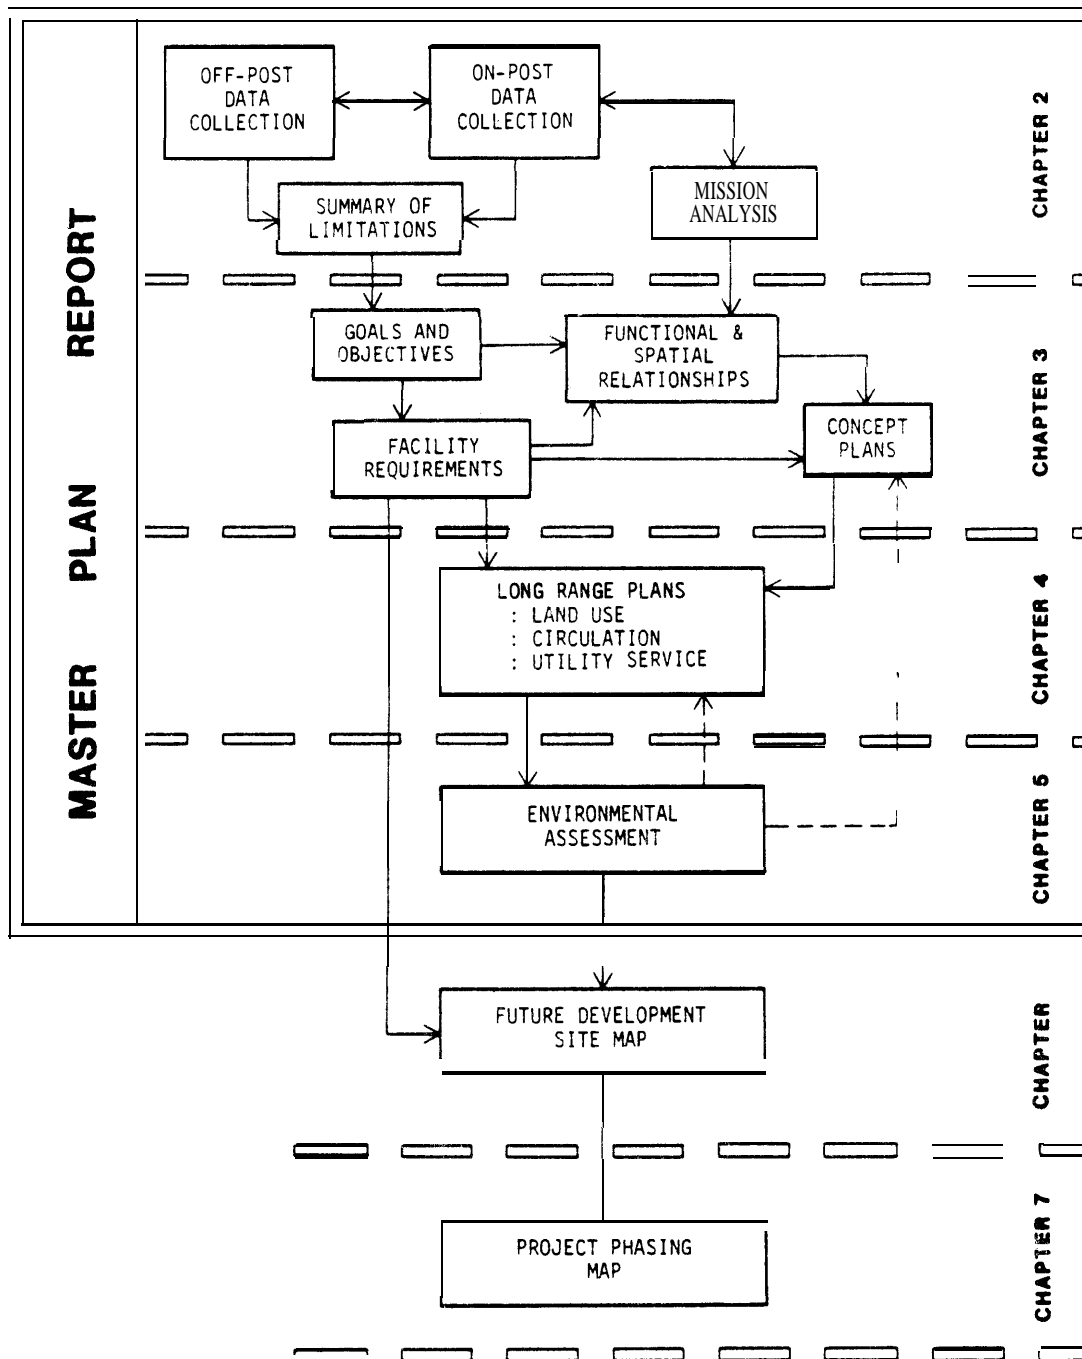 OFF-POST
DATA
COLLECTION
ON-POST
DATA
COLLECTION
SUMMARY OF
LIMITATIONS
MISSION
ANALYSIS
CHAPTER 2
GOALS AND
OBJECTIVES
FUNCTIONAL &
SPATIAL
RELATIONSHIPS
FACILITY
REQUIREMENTS
CONCEPT
PLANS
CHAPTER 3
LONG RANGE PLANS
: LAND USE
: CIRCULATION
: UTILITY SERVICE
CHAPTER 4
ENVIRONMENTAL
ASSESSMENT
CHAPTER 5
MASTER PLAN REPORT
FUTURE DEVELOPMENT
SITE MAP
CHAPTER
PROJECT PHASING
MAP
CHAPTER 7